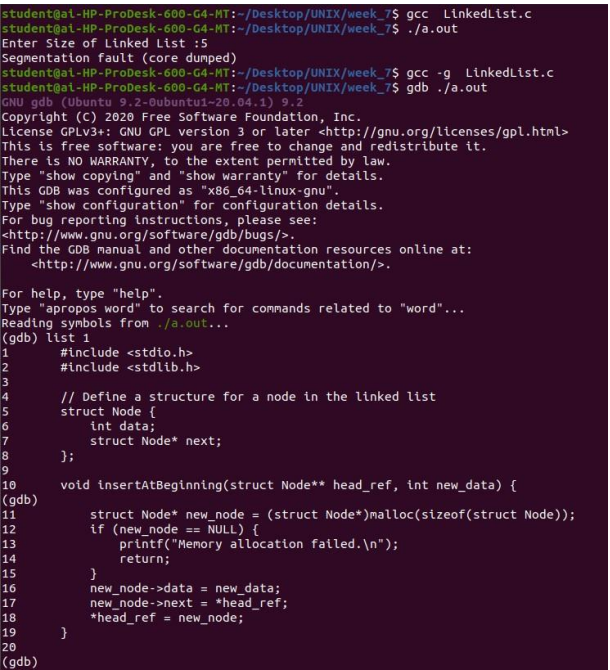 student@ai-HP-ProDesk-600-G4-MT:~/Desktop/UNIX/week_7$ gcc  LinkedList.c
student@ai-HP-ProDesk-600-G4-MT:~/Desktop/UNIX/week_7$ ./a.out
Enter Size of Linked List :5
Segmentation fault (core dumped)
student@ai-HP-ProDesk-600-G4-MT:~/Desktop/UNIX/week_7$ gcc -g  LinkedList.c
student@ai-HP-ProDesk-600-G4-MT:~/Desktop/UNIX/week_7$ gdb ./a.out
GNU gdb (Ubuntu 9.2-0ubuntu1~20.04.1) 9.2
Copyright (C) 2020 Free Software Foundation, Inc.
License GPLv3+: GNU GPL version 3 or later <http://gnu.org/licenses/gpl.html>
This is free software: you are free to change and redistribute it.
There is NO WARRANTY, to the extent permitted by law.
Type "show copying" and "show warranty" for details.
This GDB was configured as "x86_64-linux-gnu".
Type "show configuration" for configuration details.
For bug reporting instructions, please see:
<http://www.gnu.org/software/gdb/bugs/>.
Find the GDB manual and other documentation resources online at:
    <http://www.gnu.org/software/gdb/documentation/>.

For help, type "help".
Type "apropos word" to search for commands related to "word"...
Reading symbols from ./a.out...
(gdb) list 1
1       #include <stdio.h>
2       #include <stdlib.h>
3
4       // Define a structure for a node in the linked list
5       struct Node {
6           int data;
7           struct Node* next;
8       };
9
10      void insertAtBeginning(struct Node** head_ref, int new_data) {
(gdb)
11          struct Node* new_node = (struct Node*)malloc(sizeof(struct Node));
12          if (new_node == NULL) {
13              printf("Memory allocation failed.\n");
14              return;
15          }
16          new_node->data = new_data;
17          new_node->next = *head_ref;
18          *head_ref = new_node;
19      }
20
(gdb)